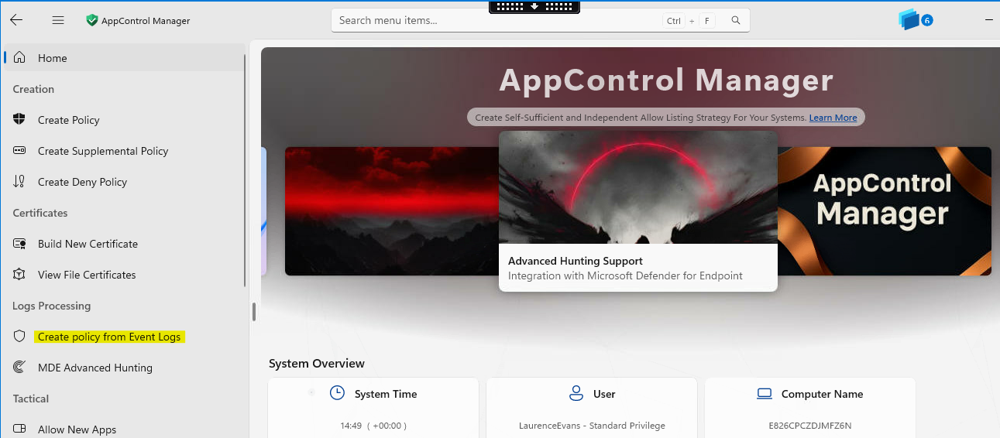 AppControl Manager
Search menu items...
Ctrl + F
6
Home
Creation
Create Policy
Create Supplemental Policy
Create Deny Policy
Certificates
Build New Certificate
View File Certificates
Logs Processing
Create policy from Event Logs
MDE Advanced Hunting
Tactical
Allow New Apps
AppControl Manager
Create Self-Sufficient and Independent Allow Listing Strategy For Your Systems. Learn More
Advanced Hunting Support
Integration with Microsoft Defender for Endpoint
AppControl
Manager
System Overview
System Time
14:49 ( +00:00 )
User
LaurenceEvans - Standard Privilege
Computer Name
E826CPCZDJMFZ6N